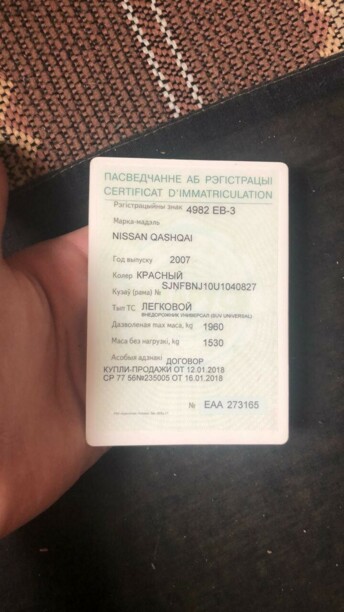 ПАСВЕДЧАННЕ АБ РЭГІСТРАЦЫІ
CERTIFICAT D'IMMATRICULATION
Рэгістрацыйны знак 4982 EB-3
Марка-мадэль
NISSAN QASHQAI
Год выпуску 2007
Колер КРАСНЫЙ
SJNFBNJ10U1040827
Кузаў (рама) №
Тып ТС ЛЕГКОВОЙ
ВНЕДОРОЖНИК УНИВЕРСАЛ (SUV UNIVERSAL)
Дазволеная max маса, kg 1960
Маса без нагрузкі, kg 1530
Асобыя адзнакі ДОГОВОР
КУПЛИ-ПРОДАЖИ ОТ 12.01.2018
СР 77 56№235005 ОТ 16.01.2018
№ EAA 273165